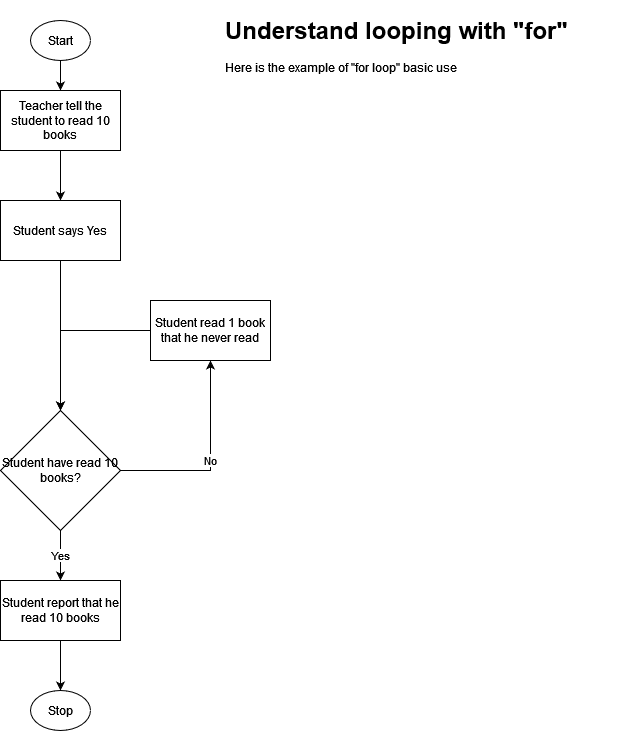 Understand looping with "for"
Here is the example of "for loop" basic use
Start
Teacher tell the
student to read 10
books
Student says Yes
Student read 1 book
that he never read
Student have read 10
books?
No
Yes
Student report that he
read 10 books
Stop